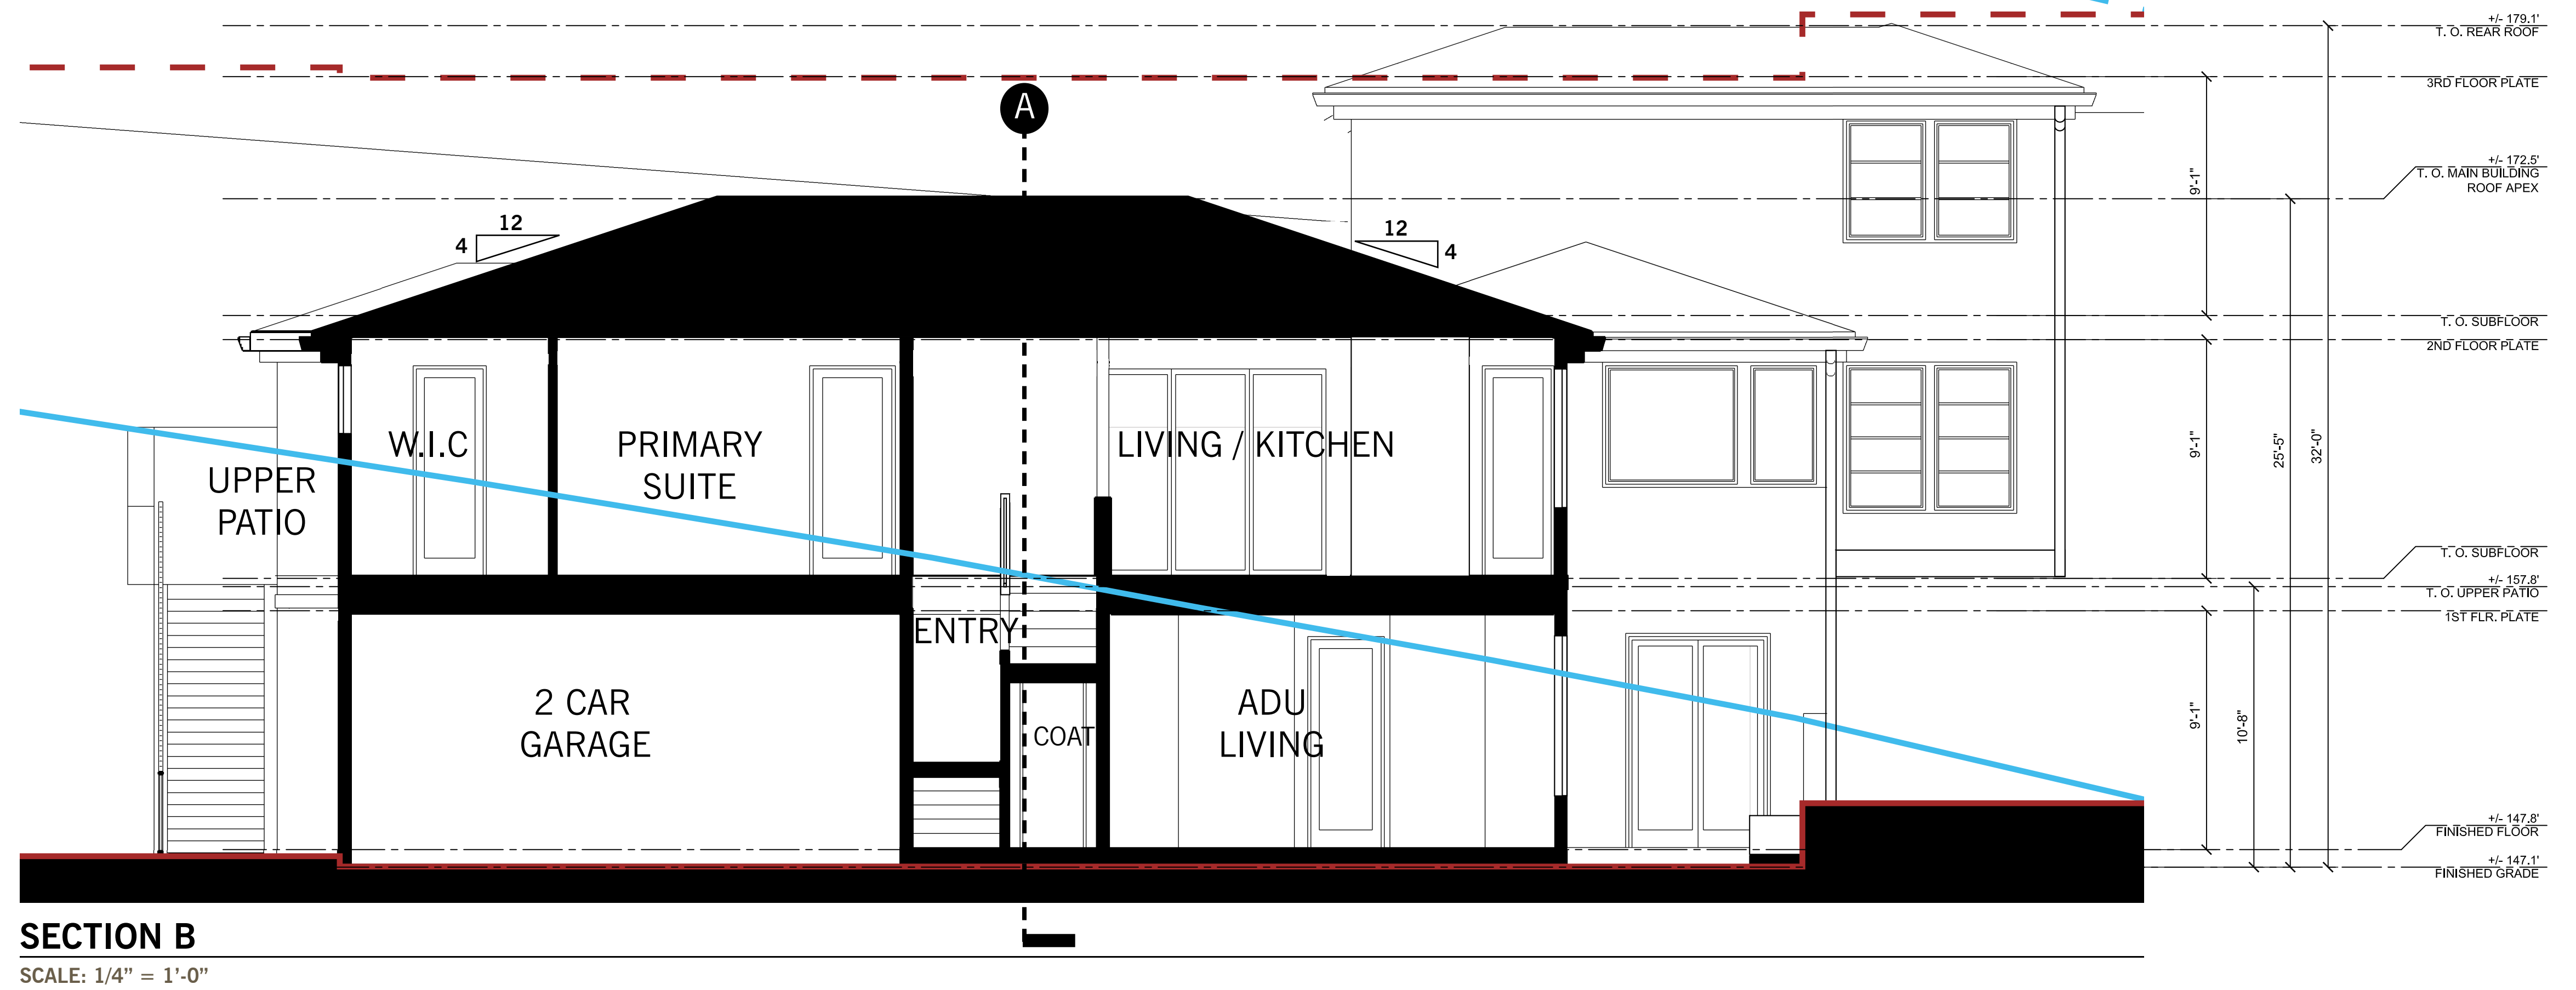 +/- 179.1'
T. O. REAR ROOF
3RD FLOOR PLATE
A
+/- 172.5'
T. O. MAIN BUILDING
ROOF APEX
9'-1"
12
4
12
4
T. O. SUBFLOOR
2ND FLOOR PLATE
W.I.C
PRIMARY
SUITE
LIVING / KITCHEN
UPPER
PATIO
9'-1"
25'-5"
32'-0"
T. O. SUBFLOOR
+/- 157.8'
T. O. UPPER PATIO
1ST FLR. PLATE
ENTRY
2 CAR
GARAGE
COAT
ADU
LIVING
9'-1"
10'-8"
+/- 147.8'
FINISHED FLOOR
+/- 147.1'
FINISHED GRADE
SECTION B
SCALE: 1/4” = 1’-0”